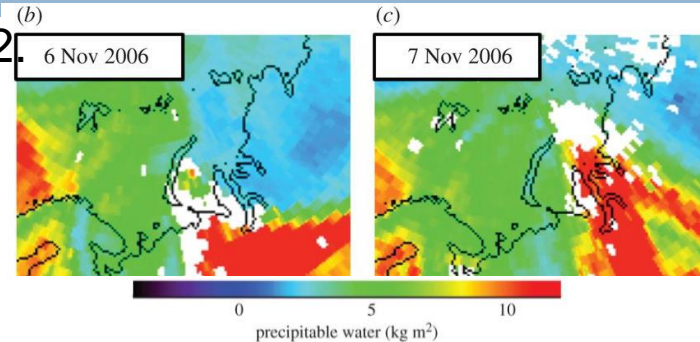 (b)
(c)
2.
6 Nov 2006
7 Nov 2006
0
5
10
precipitable water (kg m²)